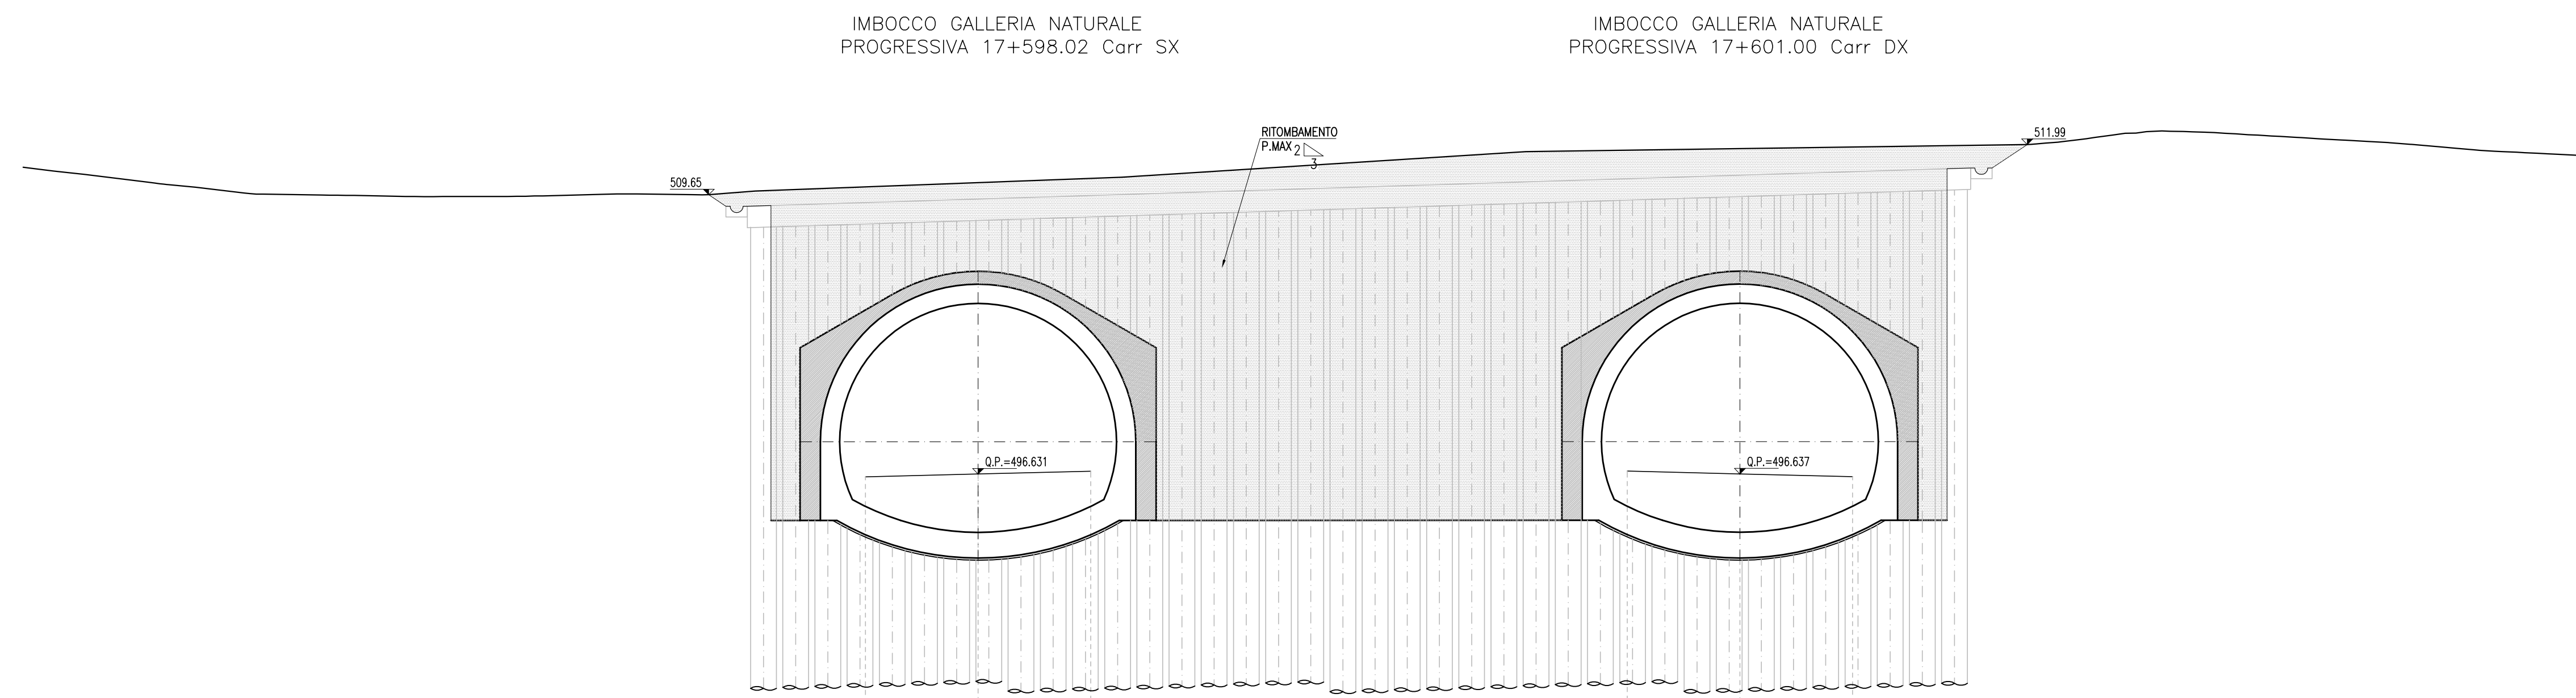 IMBOCCO GALLERIA NATURALE
PROGRESSIVA 17+598.02 Carr SX
IMBOCCO GALLERIA NATURALE
PROGRESSIVA 17+601.00 Carr DX
RITOMBAMENTO
P.MAX 2
3
511.99
509.65
Q.P.=496.631
Q.P.=496.637